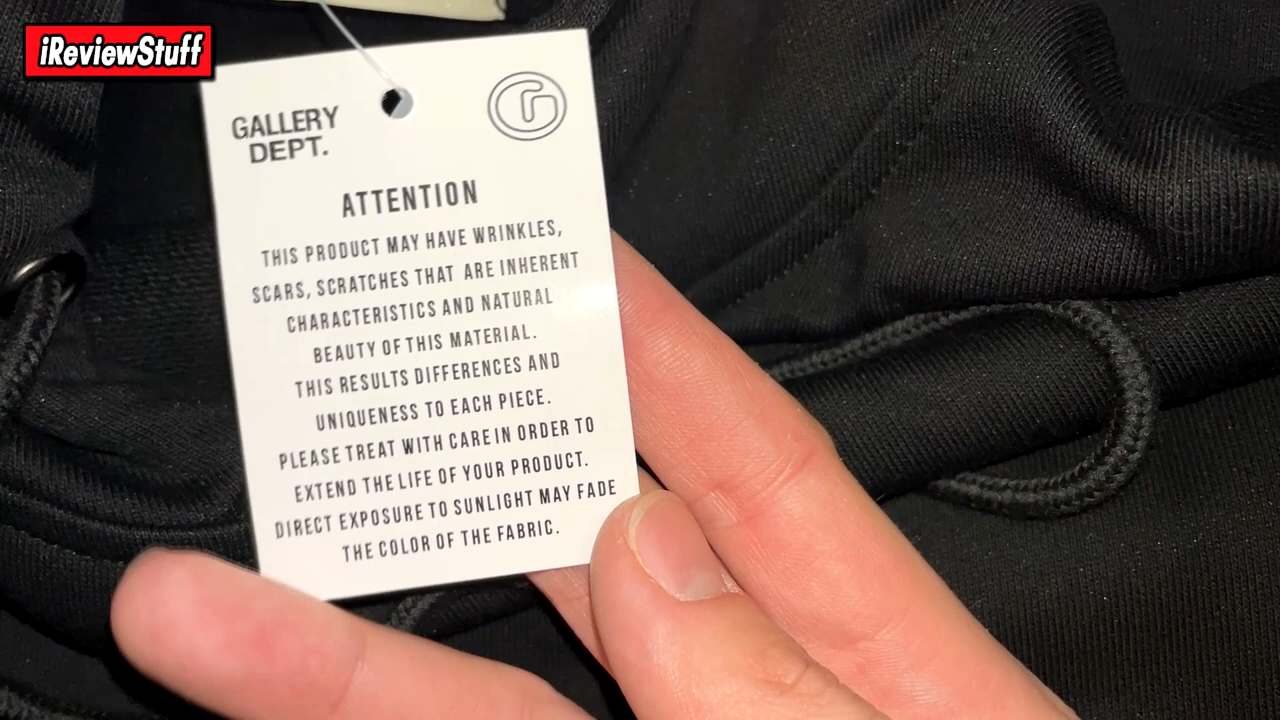 iReviewStuff
GALLERY
DEPT.
G
ATTENTION
THIS PRODUCT MAY HAVE WRINKLES,
SCARS, SCRATCHES THAT ARE INHERENT
CHARACTERISTICS AND NATURAL
BEAUTY OF THIS MATERIAL.
THIS RESULTS DIFFERENCES AND
UNIQUENESS TO EACH PIECE.
PLEASE TREAT WITH CARE IN ORDER TO
EXTEND THE LIFE OF YOUR PRODUCT.
DIRECT EXPOSURE TO SUNLIGHT MAY FADE
THE COLOR OF THE FABRIC.